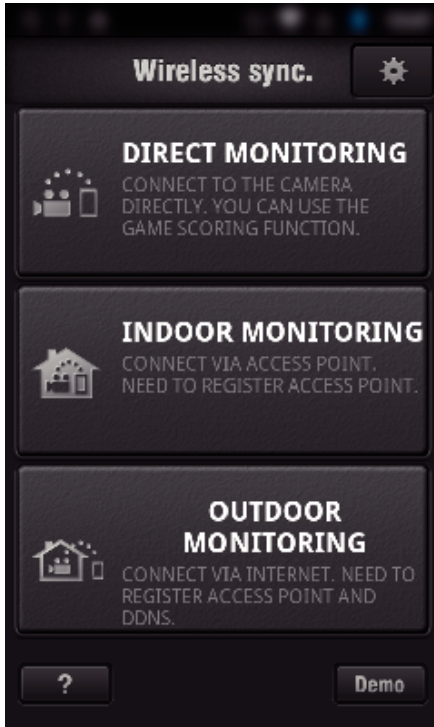 Wireless sync.
DIRECT MONITORING
CONNECT TO THE CAMERA
DIRECTLY. YOU CAN USE THE
GAME SCORING FUNCTION.
INDOOR MONITORING
CONNECT VIA ACCESS POINT.
NEED TO REGISTER ACCESS POINT.
OUTDOOR
MONITORING
CONNECT VIA INTERNET. NEED TO
REGISTER ACCESS POINT AND
DDNS.
?
Demo